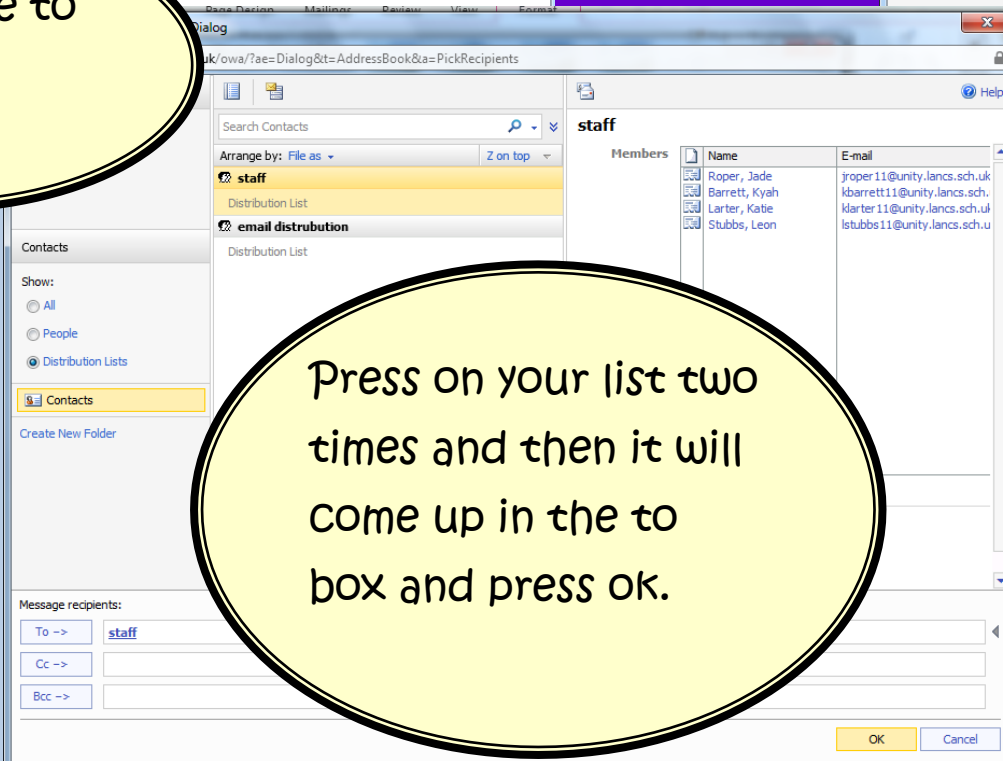 e to
Page Design Mailings Review View Format
Dialog
uk/owa/?ae=Dialog&t=AddressBook&a=PickRecipients
Help
Search Contacts
staff
Arrange by: File as Z on top
Members Name E-mail
staff
Distribution List
email distrubution
Distribution List
Roper, Jade jroper11@unity.lancs.sch.uk
Barrett, Kyah kbarrett11@unity.lancs.sch.
Larter, Katie klarter11@unity.lancs.sch.uk
Stubbs, Leon lstubbs11@unity.lancs.sch.u
Contacts
Show:
All
People
Distribution Lists
Contacts
Create New Folder
Press on your list two
times and then it will
come up in the to
box and press ok.
Message recipients:
To -> staff
Cc ->
Bcc ->
OK Cancel